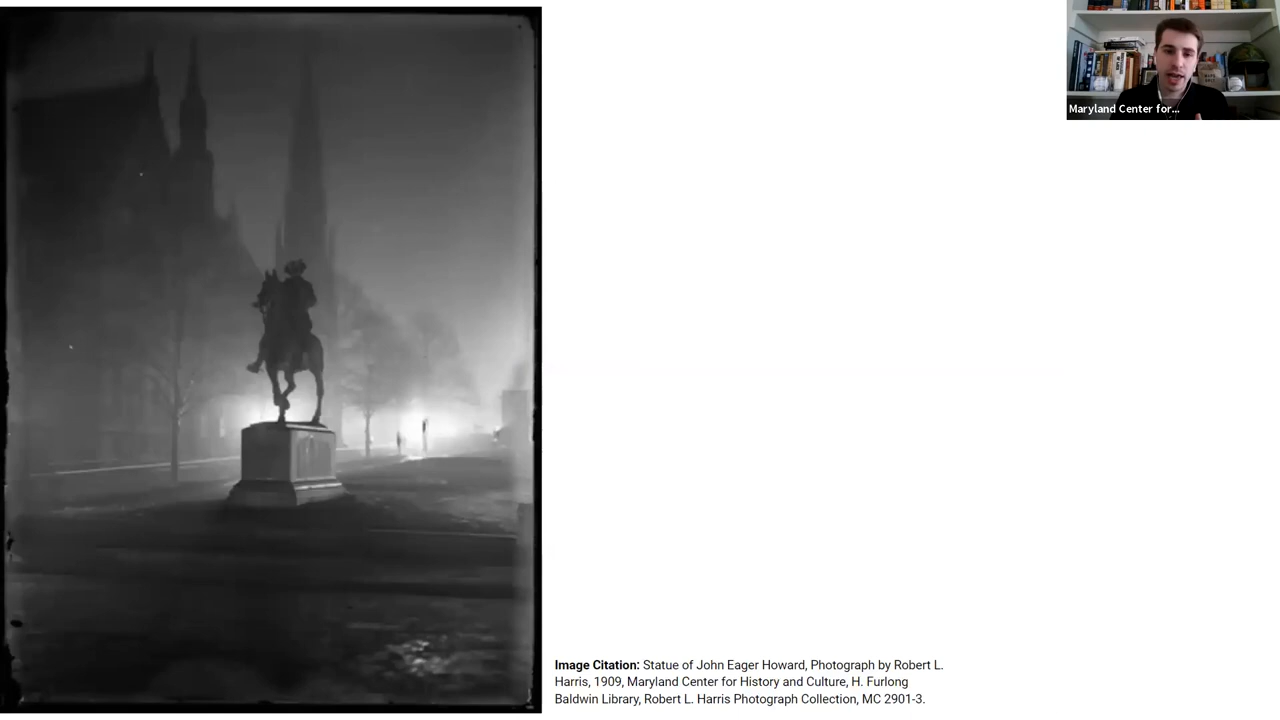 Maryland Center for...
Image Citation: Statue of John Eager Howard, Photograph by Robert L.
Harris, 1909, Maryland Center for History and Culture, H. Furlong
Baldwin Library, Robert L. Harris Photograph Collection, MC 2901-3.